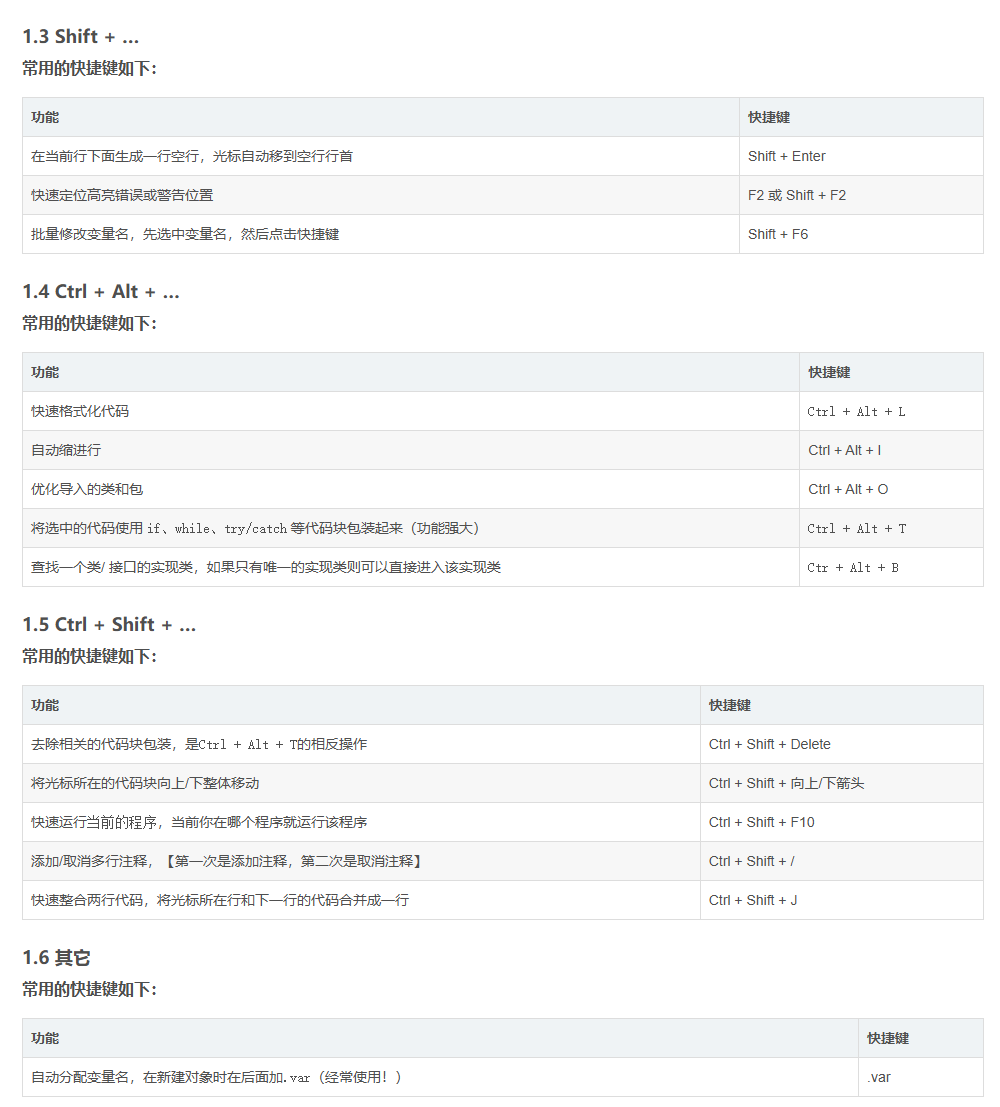 1.3 Shift + …
常用的快捷键如下：
功能 快捷键
在当前行下面生成一行空行，光标自动移到空行行首 Shift + Enter
快速定位高亮错误或警告位置 F2 或 Shift + F2
批量修改变量名，先选中变量名，然后点击快捷键 Shift + F6
1.4 Ctrl + Alt + …
常用的快捷键如下：
功能 快捷键
快速格式化代码 Ctrl + Alt + L
自动缩进行 Ctrl + Alt + I
优化导入的类和包 Ctrl + Alt + O
将选中的代码使用 if、while、try/catch 等代码块包装起来（功能强大） Ctrl + Alt + T
查找一个类/ 接口的实现类，如果只有唯一的实现类则可以直接进入该实现类 Ctr + Alt + B
1.5 Ctrl + Shift + …
常用的快捷键如下：
功能 快捷键
去除相关的代码块包装，是Ctrl + Alt + T的相反操作 Ctrl + Shift + Delete
将光标所在的代码块向上/下整体移动 Ctrl + Shift + 向上/下箭头
快速运行当前的程序，当前你在哪个程序就运行该程序 Ctrl + Shift + F10
添加/取消多行注释，【第一次是添加注释，第二次是取消注释】 Ctrl + Shift + /
快速整合两行代码，将光标所在行和下一行的代码合并成一行 Ctrl + Shift + J
1.6 其它
常用的快捷键如下：
功能 快捷键
自动分配变量名，在新建对象时在后面加.var（经常使用！） .var